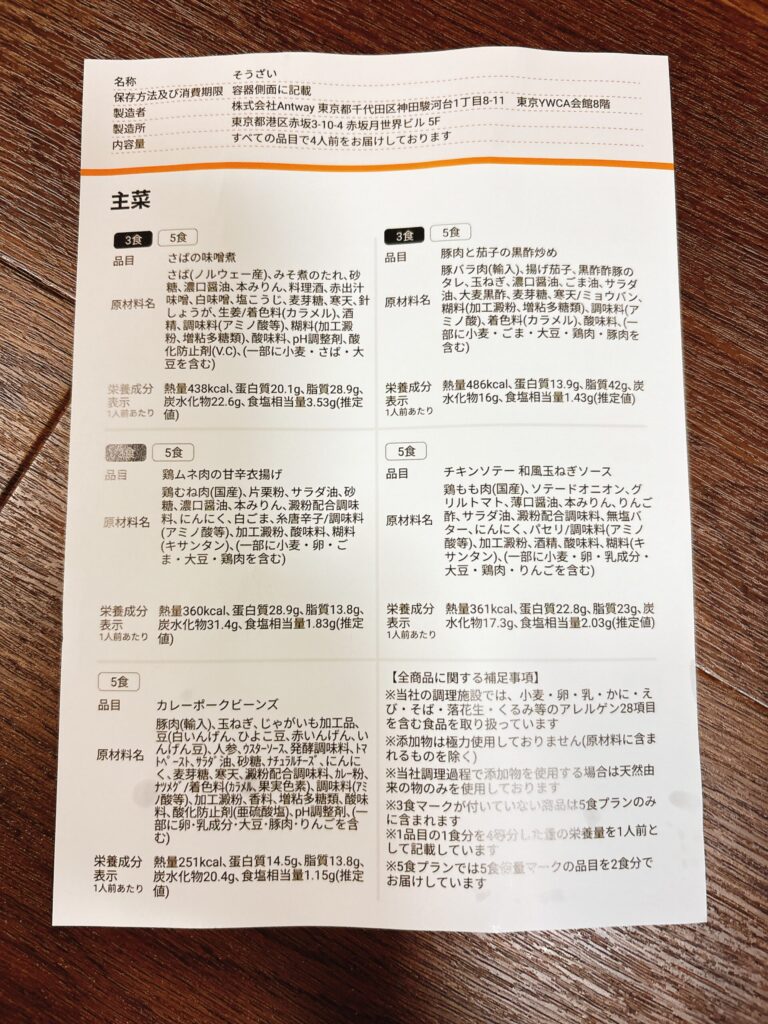 名称 そうざい
保存方法及び消費期限 容器側面に記載
製造者 株式会社Antway 東京都千代田区神田駿河台1丁目8-11 東京YWCA会館8階
製造所 東京都港区赤坂3-10-4 赤坂月世界ビル 5F
内容量 すべての品目で4人前をお届けしております
主菜
3食 5食
品目 さばの味噌煮
原材料名
さば(ノルウェー産)、みそ煮のたれ、砂
糖、濃口醤油、本みりん、料理酒、赤出汁
味噌、白味噌、塩こうじ、麦芽糖、寒天、針
しょうが、生姜/着色料(カラメル)、酒
精、調味料(アミノ酸等)、糊料(加工澱
粉、増粘多糖類)、酸味料、pH調整剤、酸
化防止剤(V.C)、(一部に小麦・さば・大
豆を含む)
栄養成分
表示
1人前あたり
熱量438kcal、蛋白質20.1g、脂質28.9g、
炭水化物22.6g、食塩相当量3.53g(推定
値)
3食 5食
品目 豚肉と茄子の黒酢炒め
原材料名
豚バラ肉(輸入)、揚げ茄子、黒酢酢豚の
タレ、玉ねぎ、濃口醤油、ごま油、サラダ
油、大麦黒酢、麦芽糖、寒天/ミョウバン、
糊料(加工澱粉、増粘多糖類)、調味料(ア
ミノ酸)、着色料(カラメル)、酸味料、(一
部に小麦・ごま・大豆・鶏肉・豚肉を
含む)
栄養成分
表示
1人前あたり
熱量486kcal、蛋白質13.9g、脂質42g、炭
水化物16g、食塩相当量1.43g(推定値)
5食
品目 鶏ムネ肉の甘辛衣揚げ
原材料名
鶏むね肉(国産)、片栗粉、サラダ油、砂
糖、濃口醤油、本みりん、澱粉配合調味
料、にんにく、白ごま、糸唐辛子/調味料
(アミノ酸等)、加工澱粉、酸味料、糊料
(キサンタン)、(一部に小麦・卵・ご
ま・大豆・鶏肉を含む)
栄養成分
表示
1人前あたり
熱量360kcal、蛋白質28.9g、脂質13.8g、
炭水化物31.4g、食塩相当量1.83g(推定
値)
5食
品目 チキンソテー 和風玉ねぎソース
原材料名
鶏もも肉(国産)、ソテードオニオン、グ
リルトマト、薄口醤油、本みりん、りんご
酢、サラダ油、澱粉配合調味料、無塩バ
ター、にんにく、パセリ/調味料(アミノ
酸等)、加工澱粉、酒精、酸味料、糊料(キ
サンタン)、(一部に小麦・卵・乳成分・
大豆・鶏肉・りんごを含む)
栄養成分
表示
1人前あたり
熱量361kcal、蛋白質22.8g、脂質23g、炭
水化物17.3g、食塩相当量2.03g(推定値)
5食
品目 カレーポークビーンズ
原材料名
豚肉(輸入)、玉ねぎ、じゃがいも加工品、
豆(白いんげん、ひよこ豆、赤いんげん、い
んげん豆)、人参、ｳｽﾀｰｿｰｽ、発酵調味料、ﾄﾏ
ﾄﾍﾟｰｽﾄ、ｻﾗﾀﾞ油、砂糖、ﾅﾁｭﾗﾙﾁｰｽﾞ、にんに
く、麦芽糖、寒天、澱粉配合調味料、ｶﾚｰ粉、
ﾅﾂﾒｸﾞ/着色料(ｶﾗﾒﾙ、果実色素)、調味料(アミ
ノ酸等)、加工澱粉、香料、増粘多糖類、酸味
料、酸化防止剤(亜硫酸塩)、pH調整剤、(一
部に卵･乳成分･大豆･豚肉･りんごを含
む)
栄養成分
表示
1人前あたり
熱量251kcal、蛋白質14.5g、脂質13.8g、
炭水化物20.4g、食塩相当量1.15g(推定
値)
【全商品に関する補足事項】
※当社の調理施設では、小麦・卵・乳・かに・え
び・そば・落花生・くるみ等のアレルゲン28項目
を含む食品を取り扱っています
※添加物は極力使用しておりません(原材料に含ま
れるものを除く)
※当社調理過程で添加物を使用する場合は天然由
来の物のみを使用しております
※3食マークが付いていない商品は5食プランのみ
に含まれます
※1品目の1食分を4等分した量の栄養量を1人前と
して記載しています
※5食プランでは5食倍量マークの品目を2食分で
お届けしています